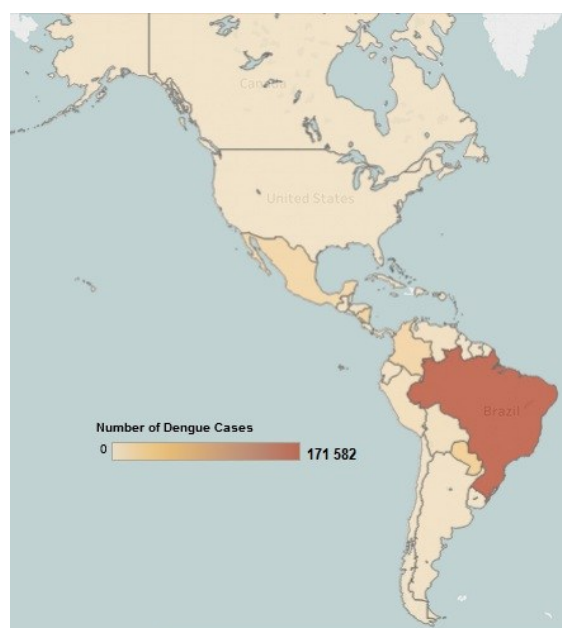 Canada
United States
Brazil
Number of Dengue Cases
0 171 582